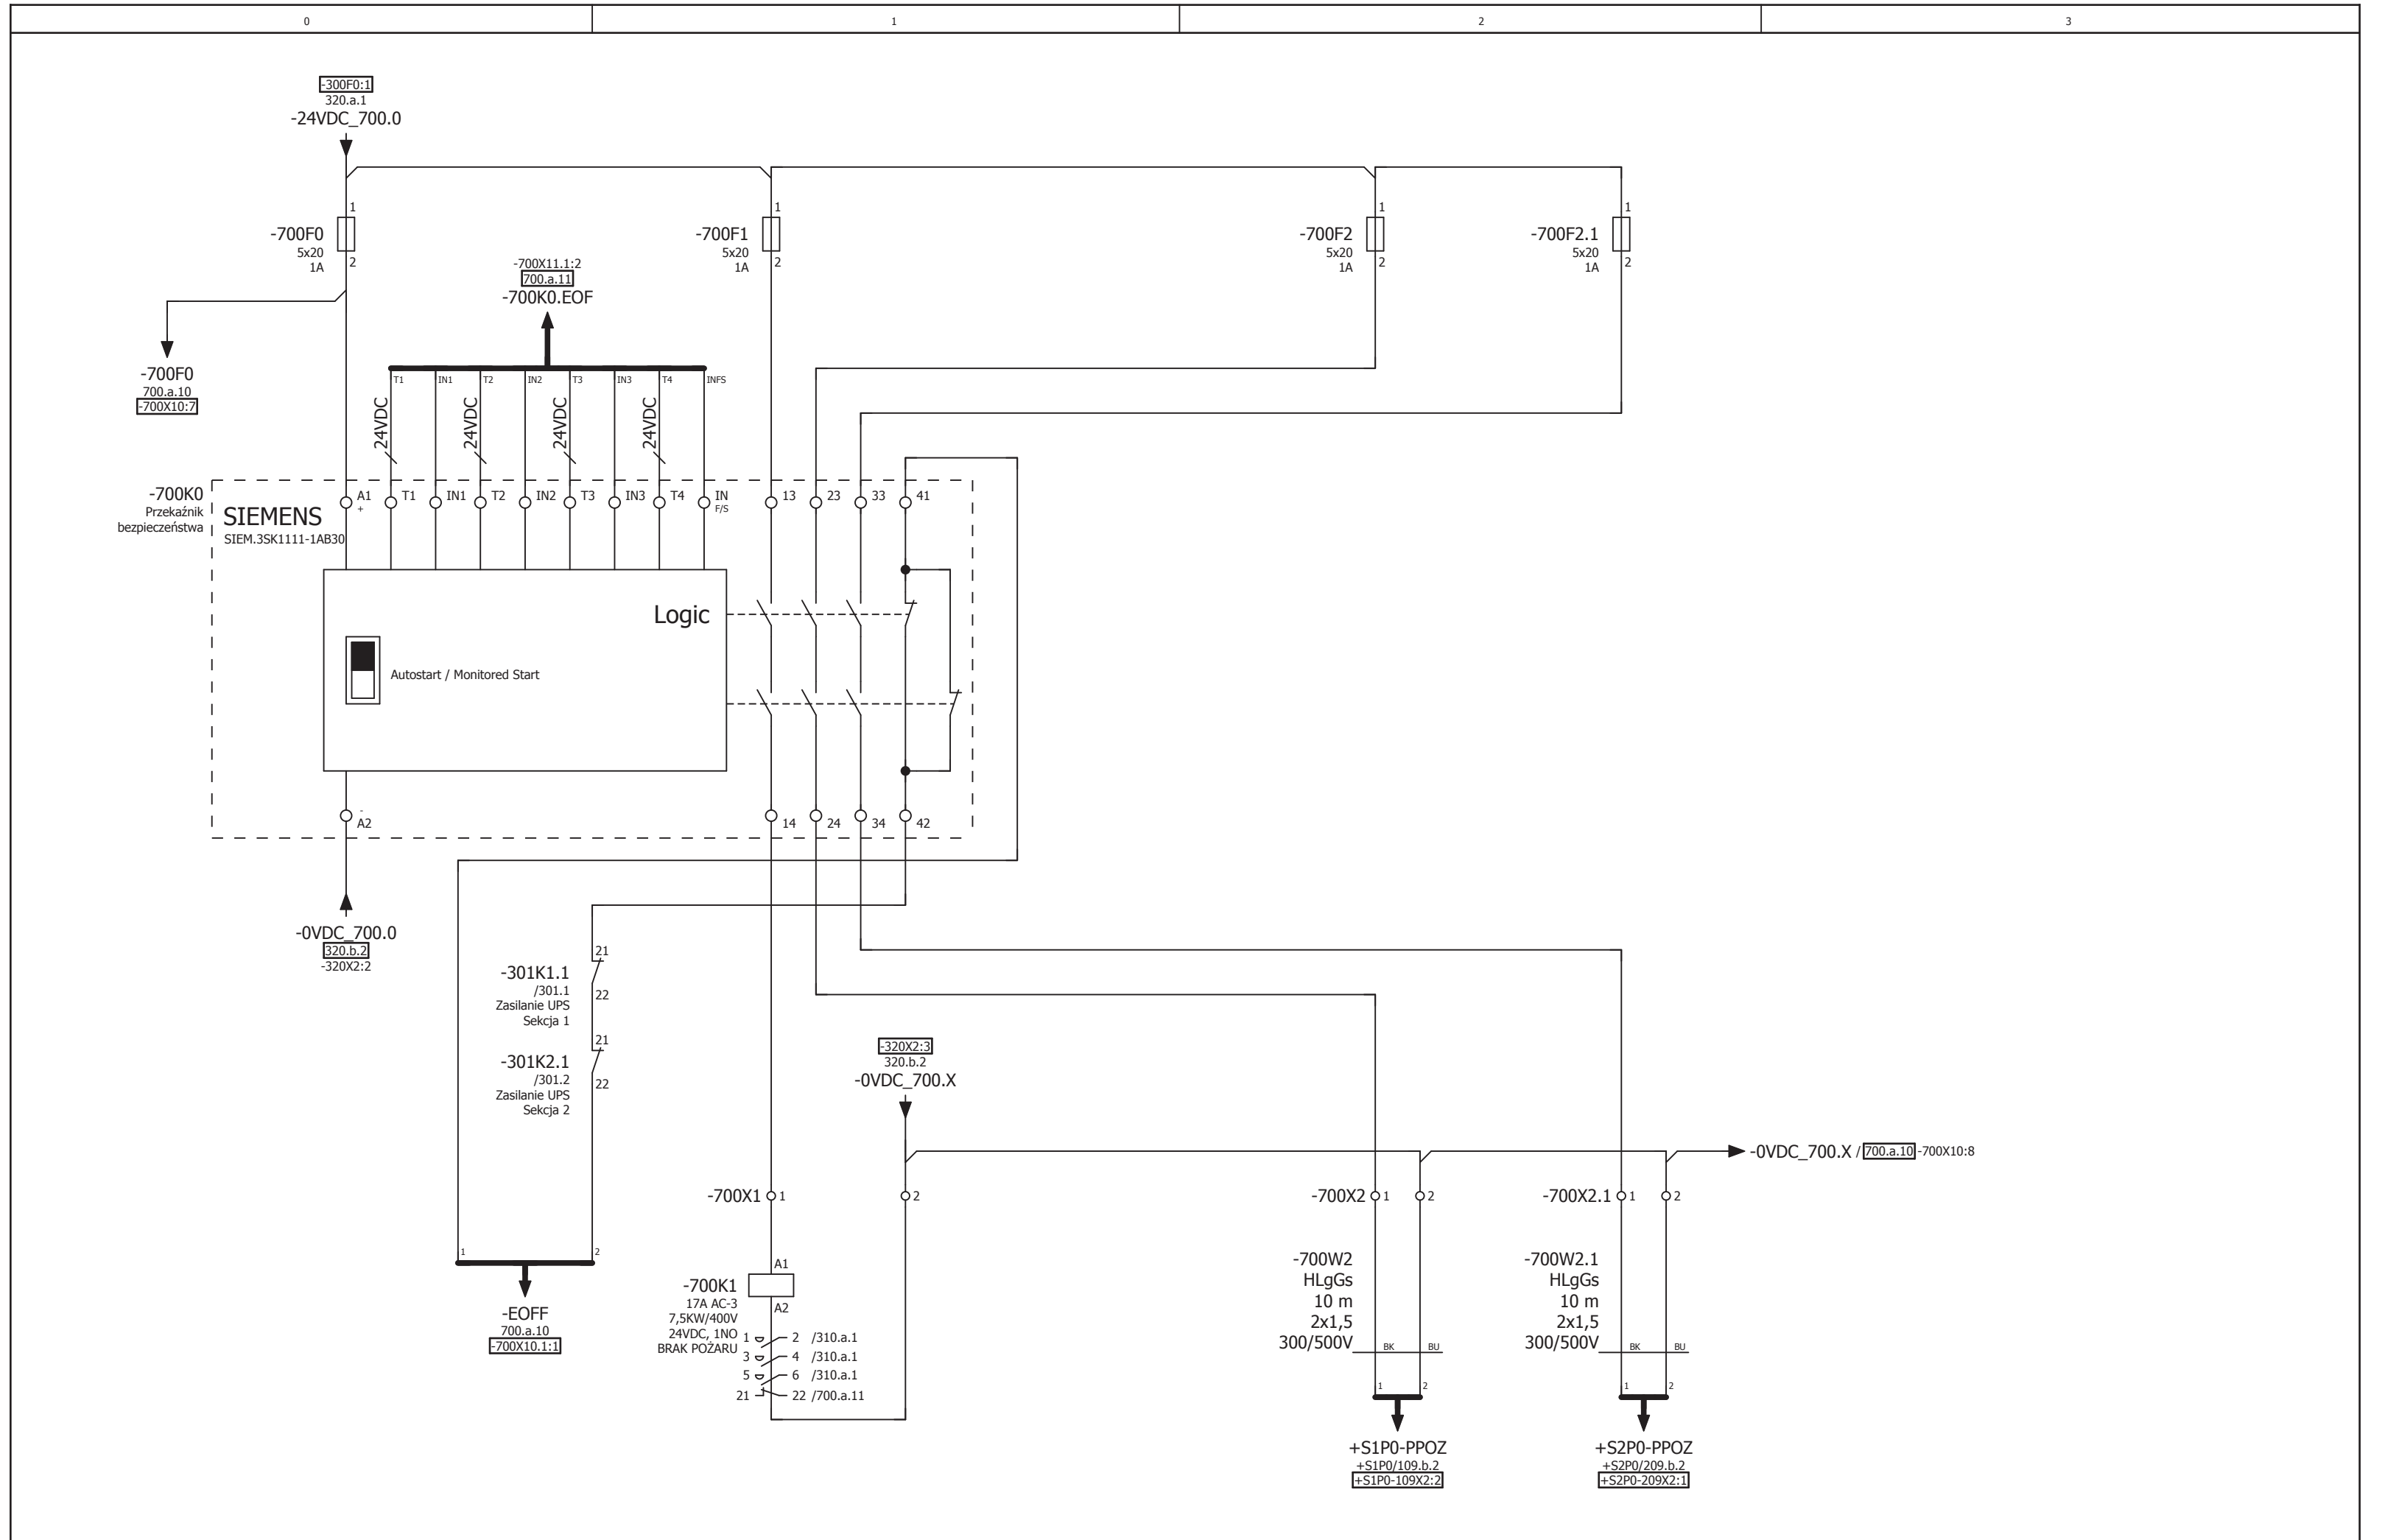 0
1
2
3
-300F0:1
320.a.1
-24VDC_700.0
1
-700F0
5x20
1A
2
1
-700F1
5x20
1A
2
1
-700F2
5x20
1A
2
1
-700F2.1
5x20
1A
2
-700X11.1:2
700.a.11
-700K0.EOF
-700F0
700.a.10
-700X10:7
T1
IN1
T2
IN2
T3
IN3
T4
INFS
24VDC
24VDC
24VDC
24VDC
-700K0
Przekaźnik
bezpieczeństwa
SIEMENS
SIEM.3SK1111-1AB30
A1
+
T1
IN1
T2
IN2
T3
IN3
T4
IN
F/S
13
23
33
41
Logic
Autostart / Monitored Start
-
A2
14
24
34
42
-0VDC_700.0
320.b.2
-320X2:2
21
-301K1.1
/301.1
22
Zasilanie UPS
Sekcja 1
21
-301K2.1
/301.2
22
Zasilanie UPS
Sekcja 2
-320X2:3
320.b.2
-0VDC_700.X
-0VDC_700.X / 700.a.10 -700X10:8
-700X1 1
2
-700X2 1
2
-700X2.1 1
2
1
2
-EOFF
700.a.10
-700X10.1:1
A1
-700K1
17A AC-3
A2
7,5KW/400V
24VDC, 1NO
BRAK POŻARU
1 2 /310.a.1
3 4 /310.a.1
5 6 /310.a.1
21 22 /700.a.11
-700W2
HLgGs
10 m
2x1,5
300/500V
BK
BU
1
2
+S1P0-PPOZ
+S1P0/109.b.2
+S1P0-109X2:2
-700W2.1
HLgGs
10 m
2x1,5
300/500V
BK
BU
1
2
+S2P0-PPOZ
+S2P0/209.b.2
+S2P0-209X2:1